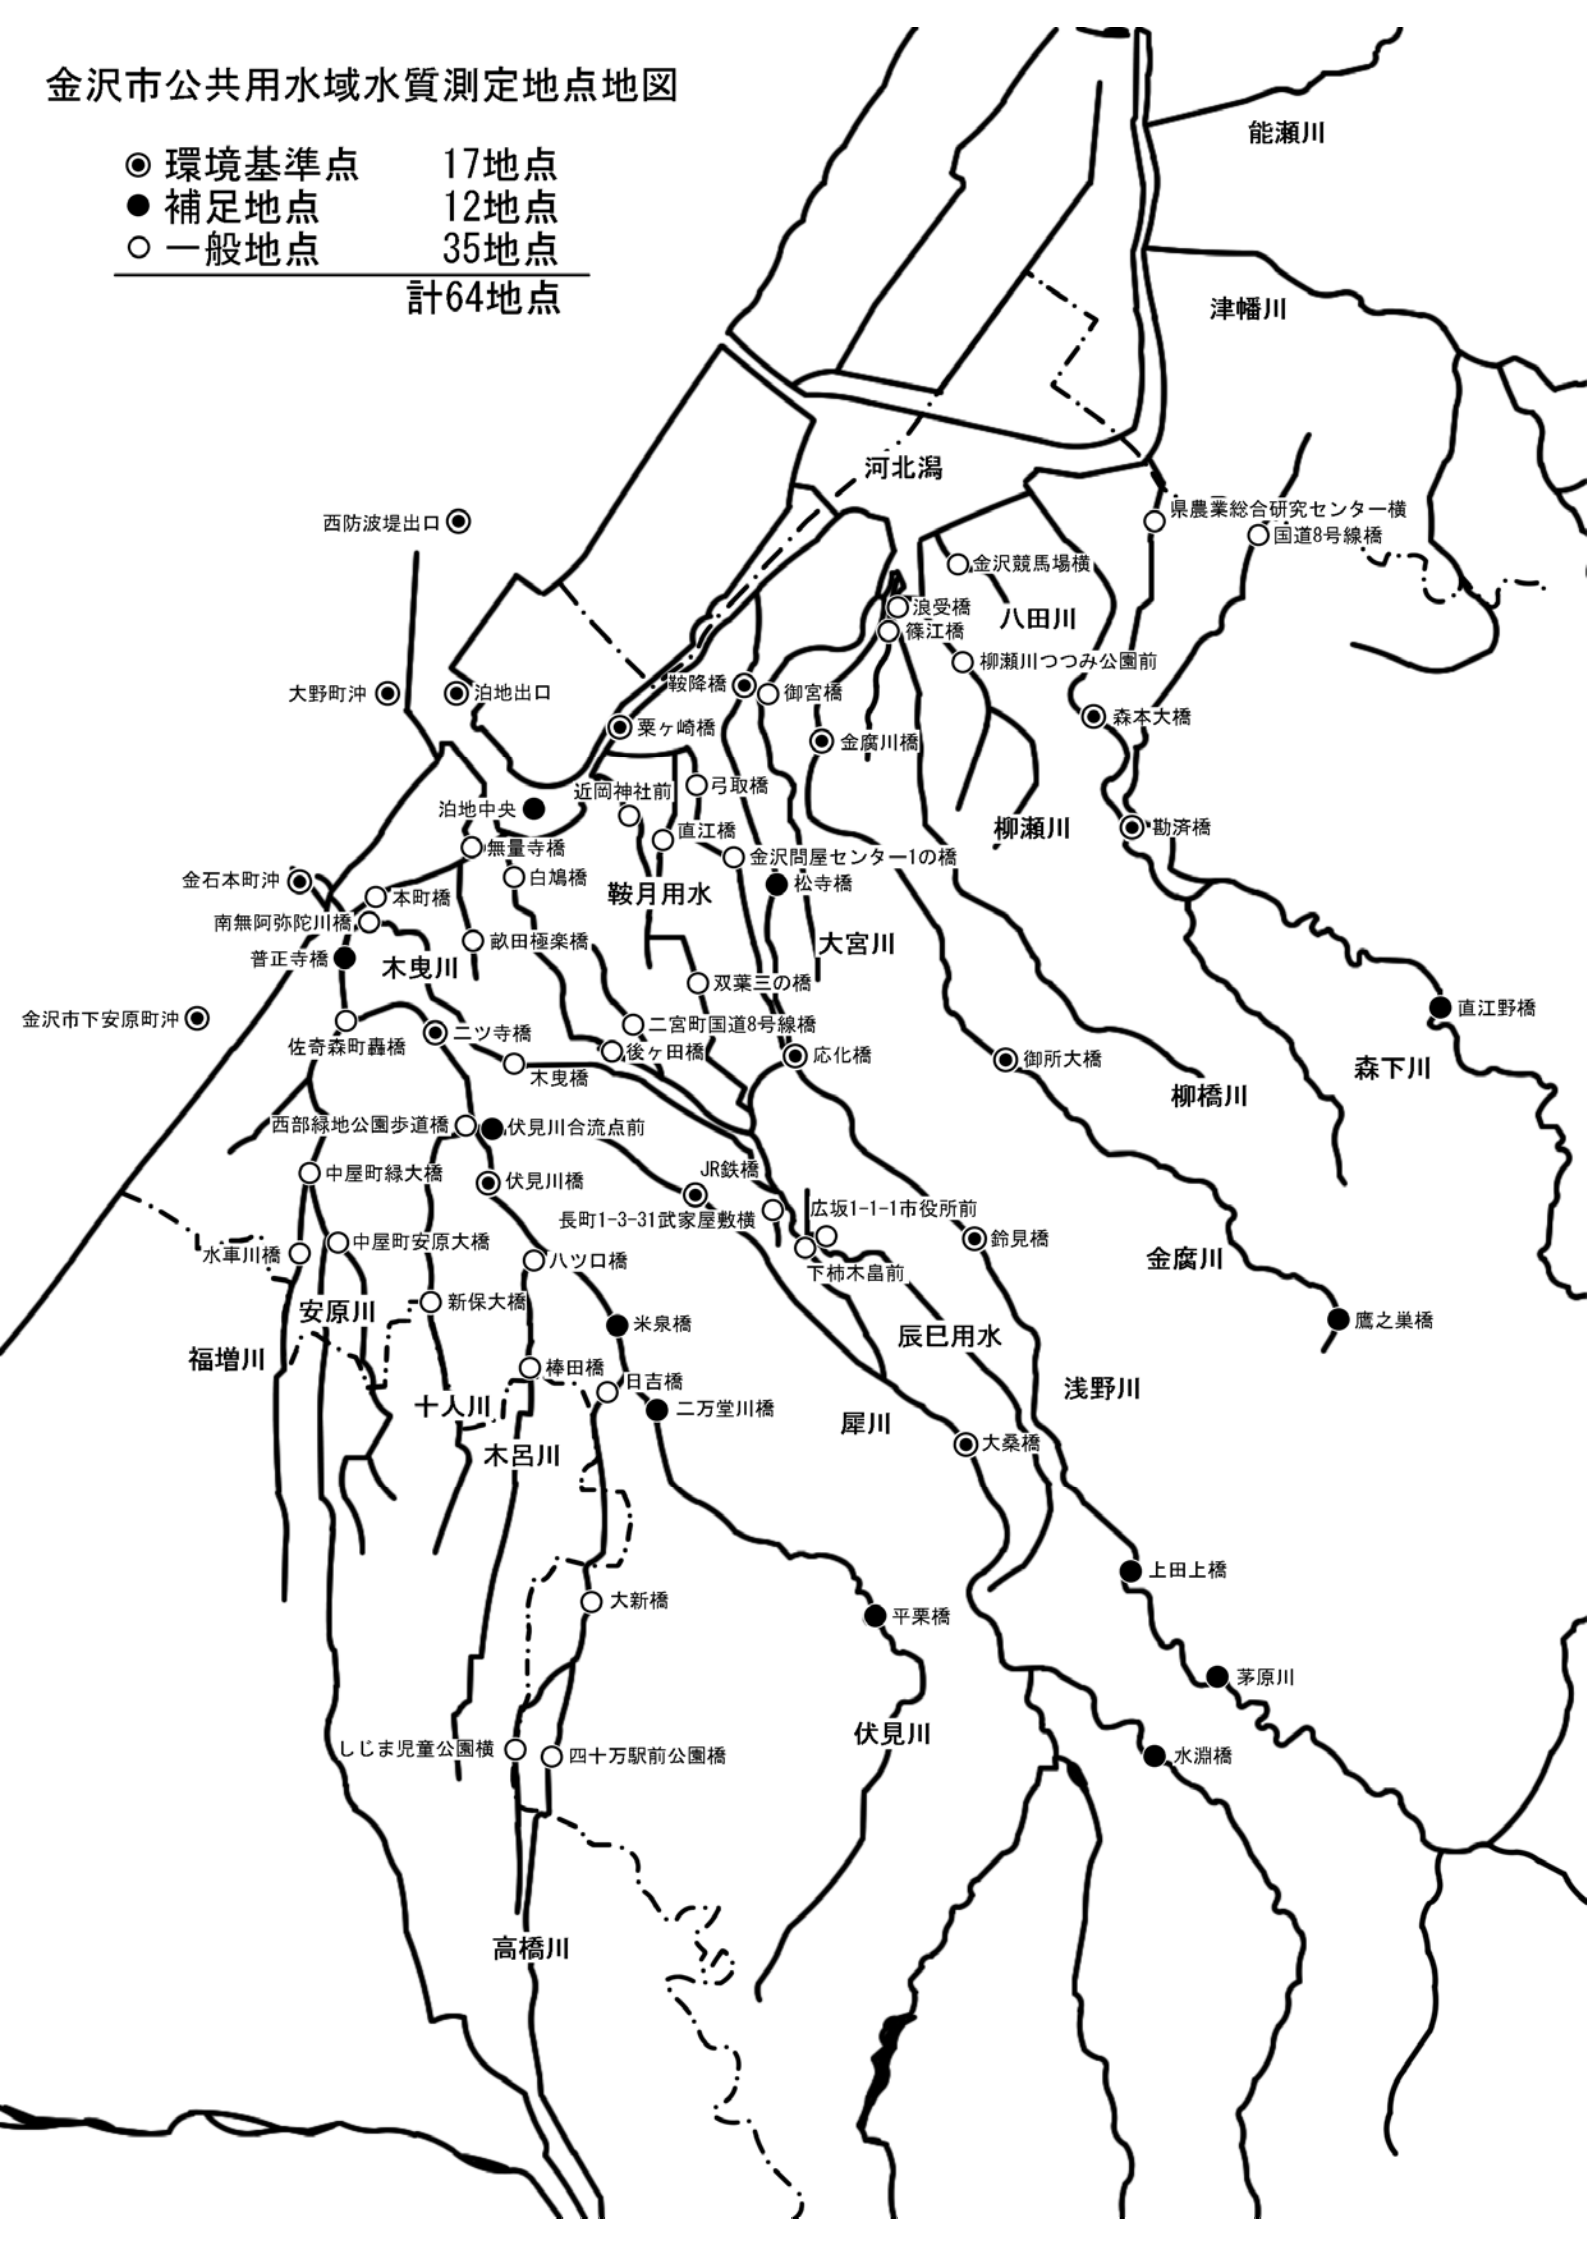 金沢市公共用水域水質測定地点地図
環境基準点 17地点
補足地点 12地点
一般地点 35地点
計64地点
能瀬川
津幡川
河北潟
県農業総合研究センター横
西防波堤出口
国道8号線橋
金沢競馬場横
浪受橋
八田川
篠江橋
柳瀬川つつみ公園前
鞍降橋
大野町沖
泊地出口
御宮橋
森本大橋
粟ヶ崎橋
金腐川橋
弓取橋
近岡神社前
泊地中央
直江橋
柳瀬川
勘済橋
無量寺橋
金沢問屋センター1の橋
白鳩橋
金石本町沖
松寺橋
鞍月用水
本町橋
南無阿弥陀川橋
畝田極楽橋
大宮川
普正寺橋
木曳川
双葉三の橋
直江野橋
金沢市下安原町沖
二宮町国道8号線橋
二ツ寺橋
佐奇森町轟橋
後ヶ田橋
応化橋
御所大橋
森下川
木曳橋
柳橋川
西部緑地公園歩道橋
伏見川合流点前
中屋町緑大橋
JR鉄橋
伏見川橋
広坂1-1-1市役所前
長町1-3-31武家屋敷横
中屋町安原大橋
鈴見橋
水車川橋
八ツロ橋
金腐川
下柿木畠前
新保大橋
安原川
米泉橋
鷹之巣橋
辰巳用水
福増川
棒田橋
日吉橋
浅野川
十人川
二万堂川橋
犀川
大桑橋
木呂川
上田上橋
大新橋
平栗橋
茅原川
伏見川
しじま児童公園横
四十万駅前公園橋
水淵橋
高橋川